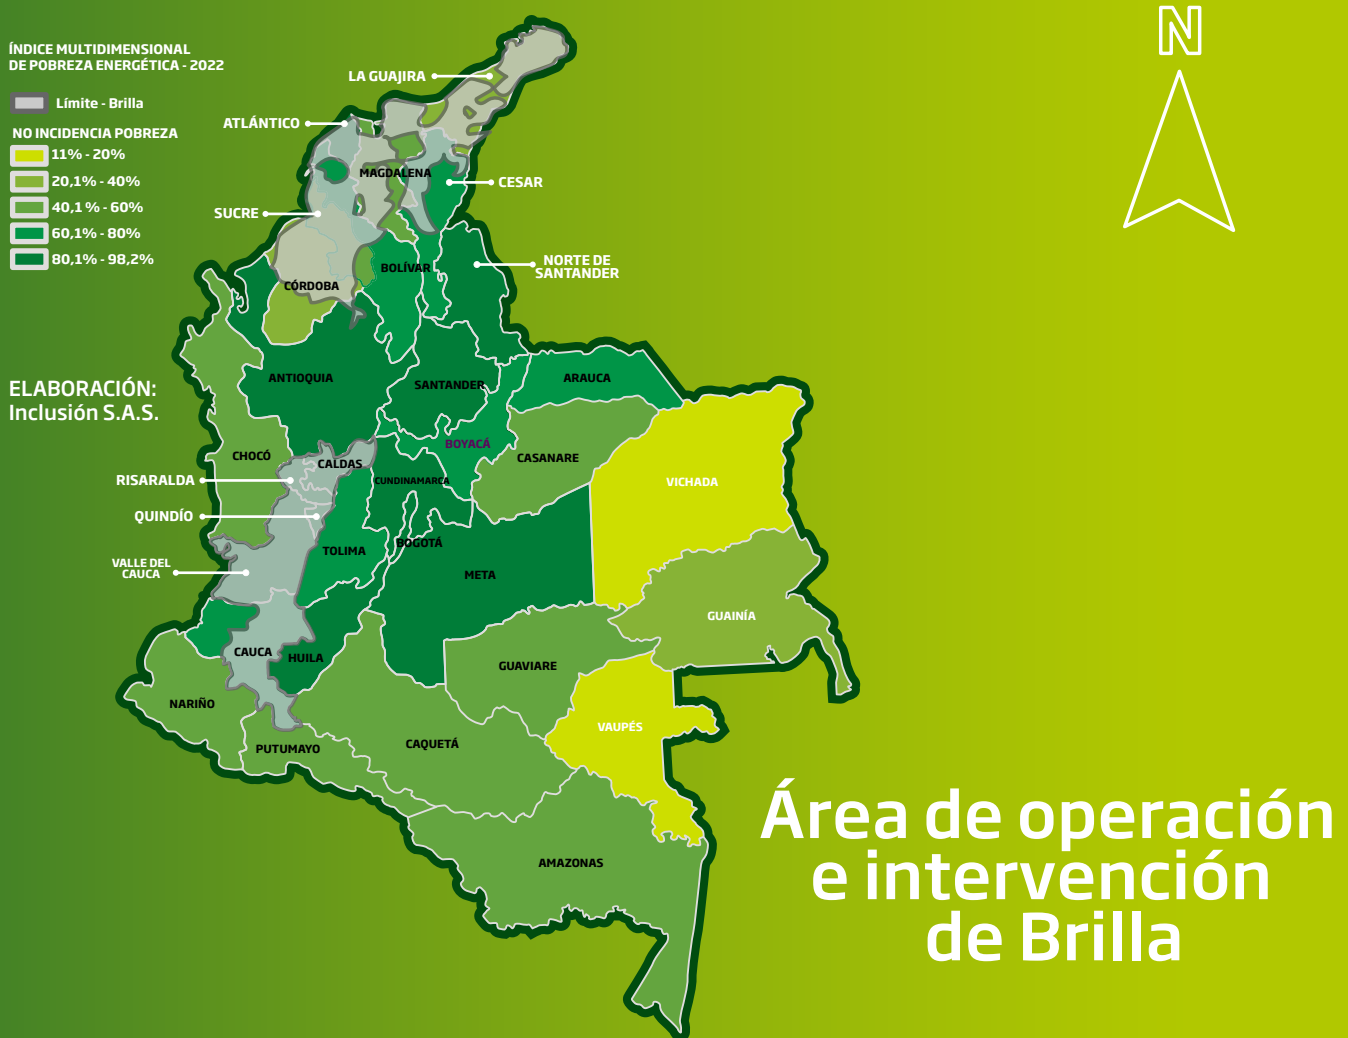 ÍNDICE MULTIDIMENSIONAL
DE POBREZA ENERGÉTICA - 2022
Límite - Brilla
NO INCIDENCIA POBREZA
11% - 20%
20,1% - 40%
40,1 % - 60%
60,1% - 80%
80,1% - 98,2%
ELABORACIÓN:
Inclusión S.A.S.
N
LA GUAJIRA
ATLÁNTICO
MAGDALENA
CESAR
SUCRE
NORTE DE
SANTANDER
BOLÍVAR
CÓRDOBA
ANTIOQUIA
SANTANDER
ARAUCA
BOYACÁ
CHOCÓ
CALDAS
CASANARE
RISARALDA
CUNDINAMARCA
VICHADA
QUINDÍO
TOLIMA
BOGOTÁ
VALLE DEL
CAUCA
META
GUAINÍA
CAUCA
HUILA
GUAVIARE
NARIÑO
VAUPÉS
PUTUMAYO
CAQUETÁ
AMAZONAS
Área de operación
e intervención
de Brilla